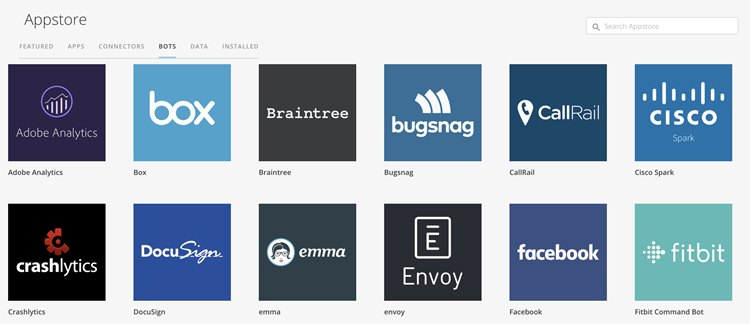 Appstore
Search Appstore
FEATURED APPS CONNECTORS BOTS DATA INSTALLED
Adobe Analytics
box
Braintree
bugsnag
CallRail
CISCO
Spark
Adobe Analytics
Box
Braintree
Bugsnag
CallRail
Cisco Spark
crashlytics
DocuSign
emma
E
Envoy
facebook
fitbit
Crashlytics
DocuSign
emma
envoy
Facebook
Fitbit Command Bot